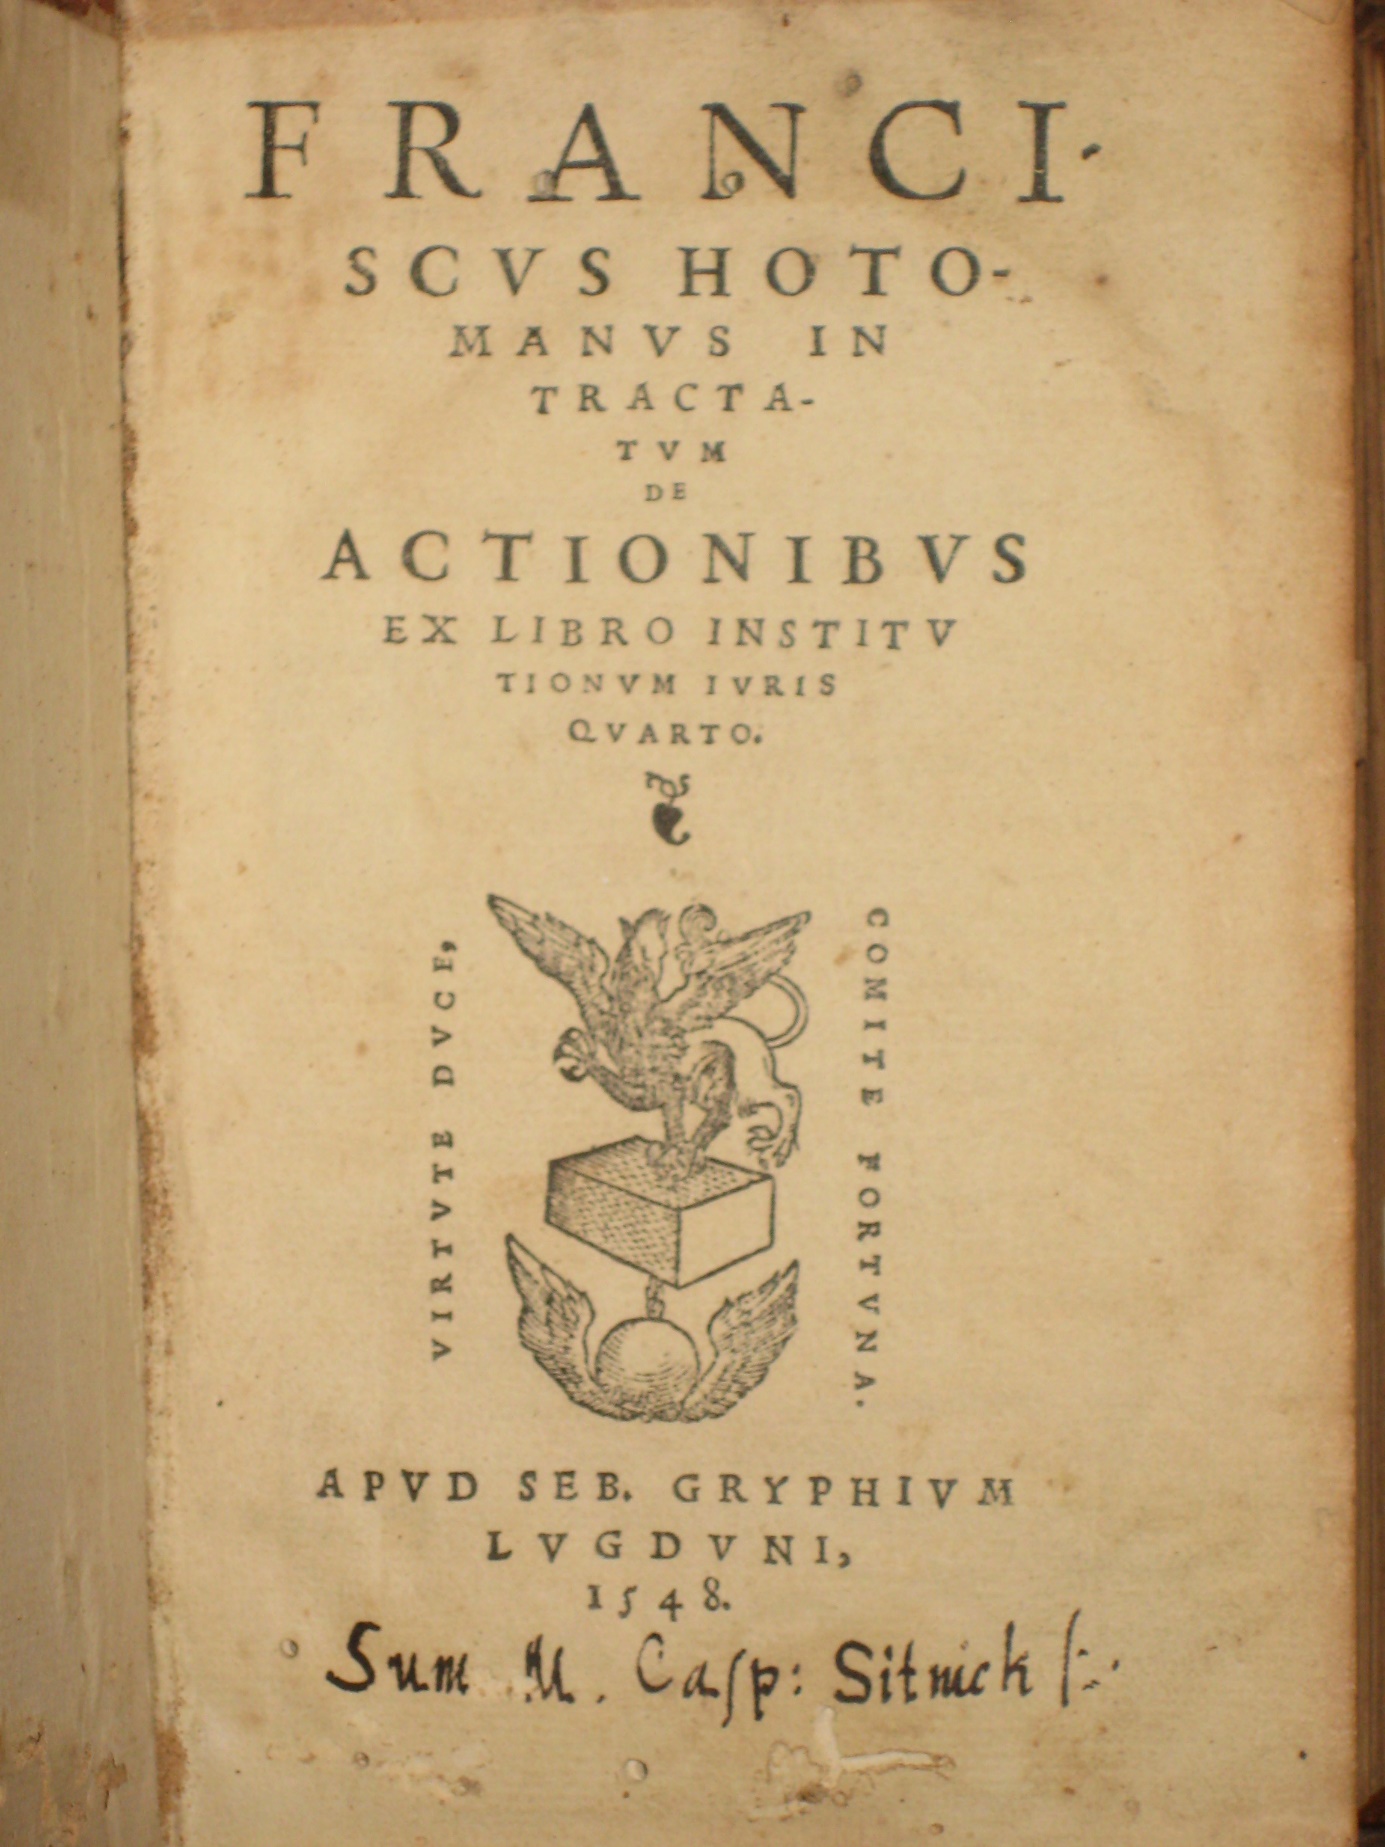 FRANCI-
SCVS HOTO-
MANVS IN
TRACTA-
TVM
DE
ACTIONIBVS
EX LIBRO INSTITV
TIONVM IVRIS
QVARTO.
VIRTVTE DVCE,
COMITE FORTVNA.
APVD SEB. GRYPHIVM
LVGDVNI,
1548.
Sum M. Caſp: Sitnick